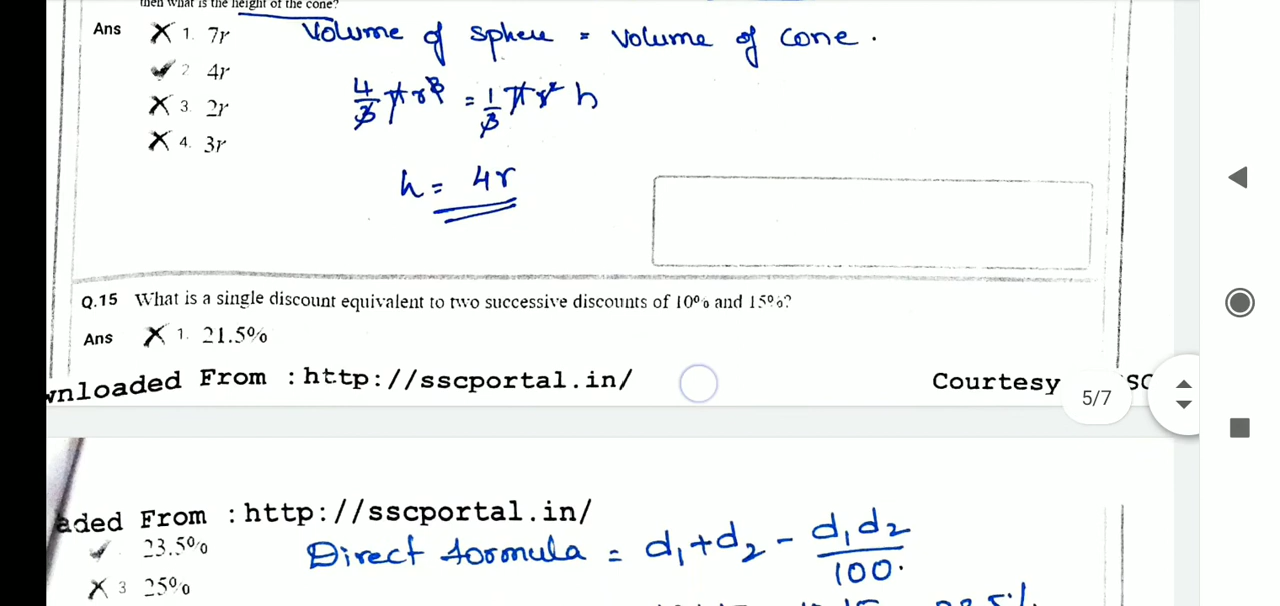 then What is the height of the cone?
Ans ✗ 1. 7r
Volume of sphere = Volume of cone.
✓ 2. 4r
4/3 πr³ = 1/3 πr² h
✗ 3. 2r
✗ 4. 3r
h = 4r
Q.15 What is a single discount equivalent to two successive discounts of 10% and 15%?
Ans ✗ 1. 21.5%
wnloaded From : http://sscportal.in/
Courtesy
SC
5/7
aded From : http://sscportal.in/
✓ 23.5%
Direct formula = d₁+d₂ - d₁d₂/100.
✗ 3 25%